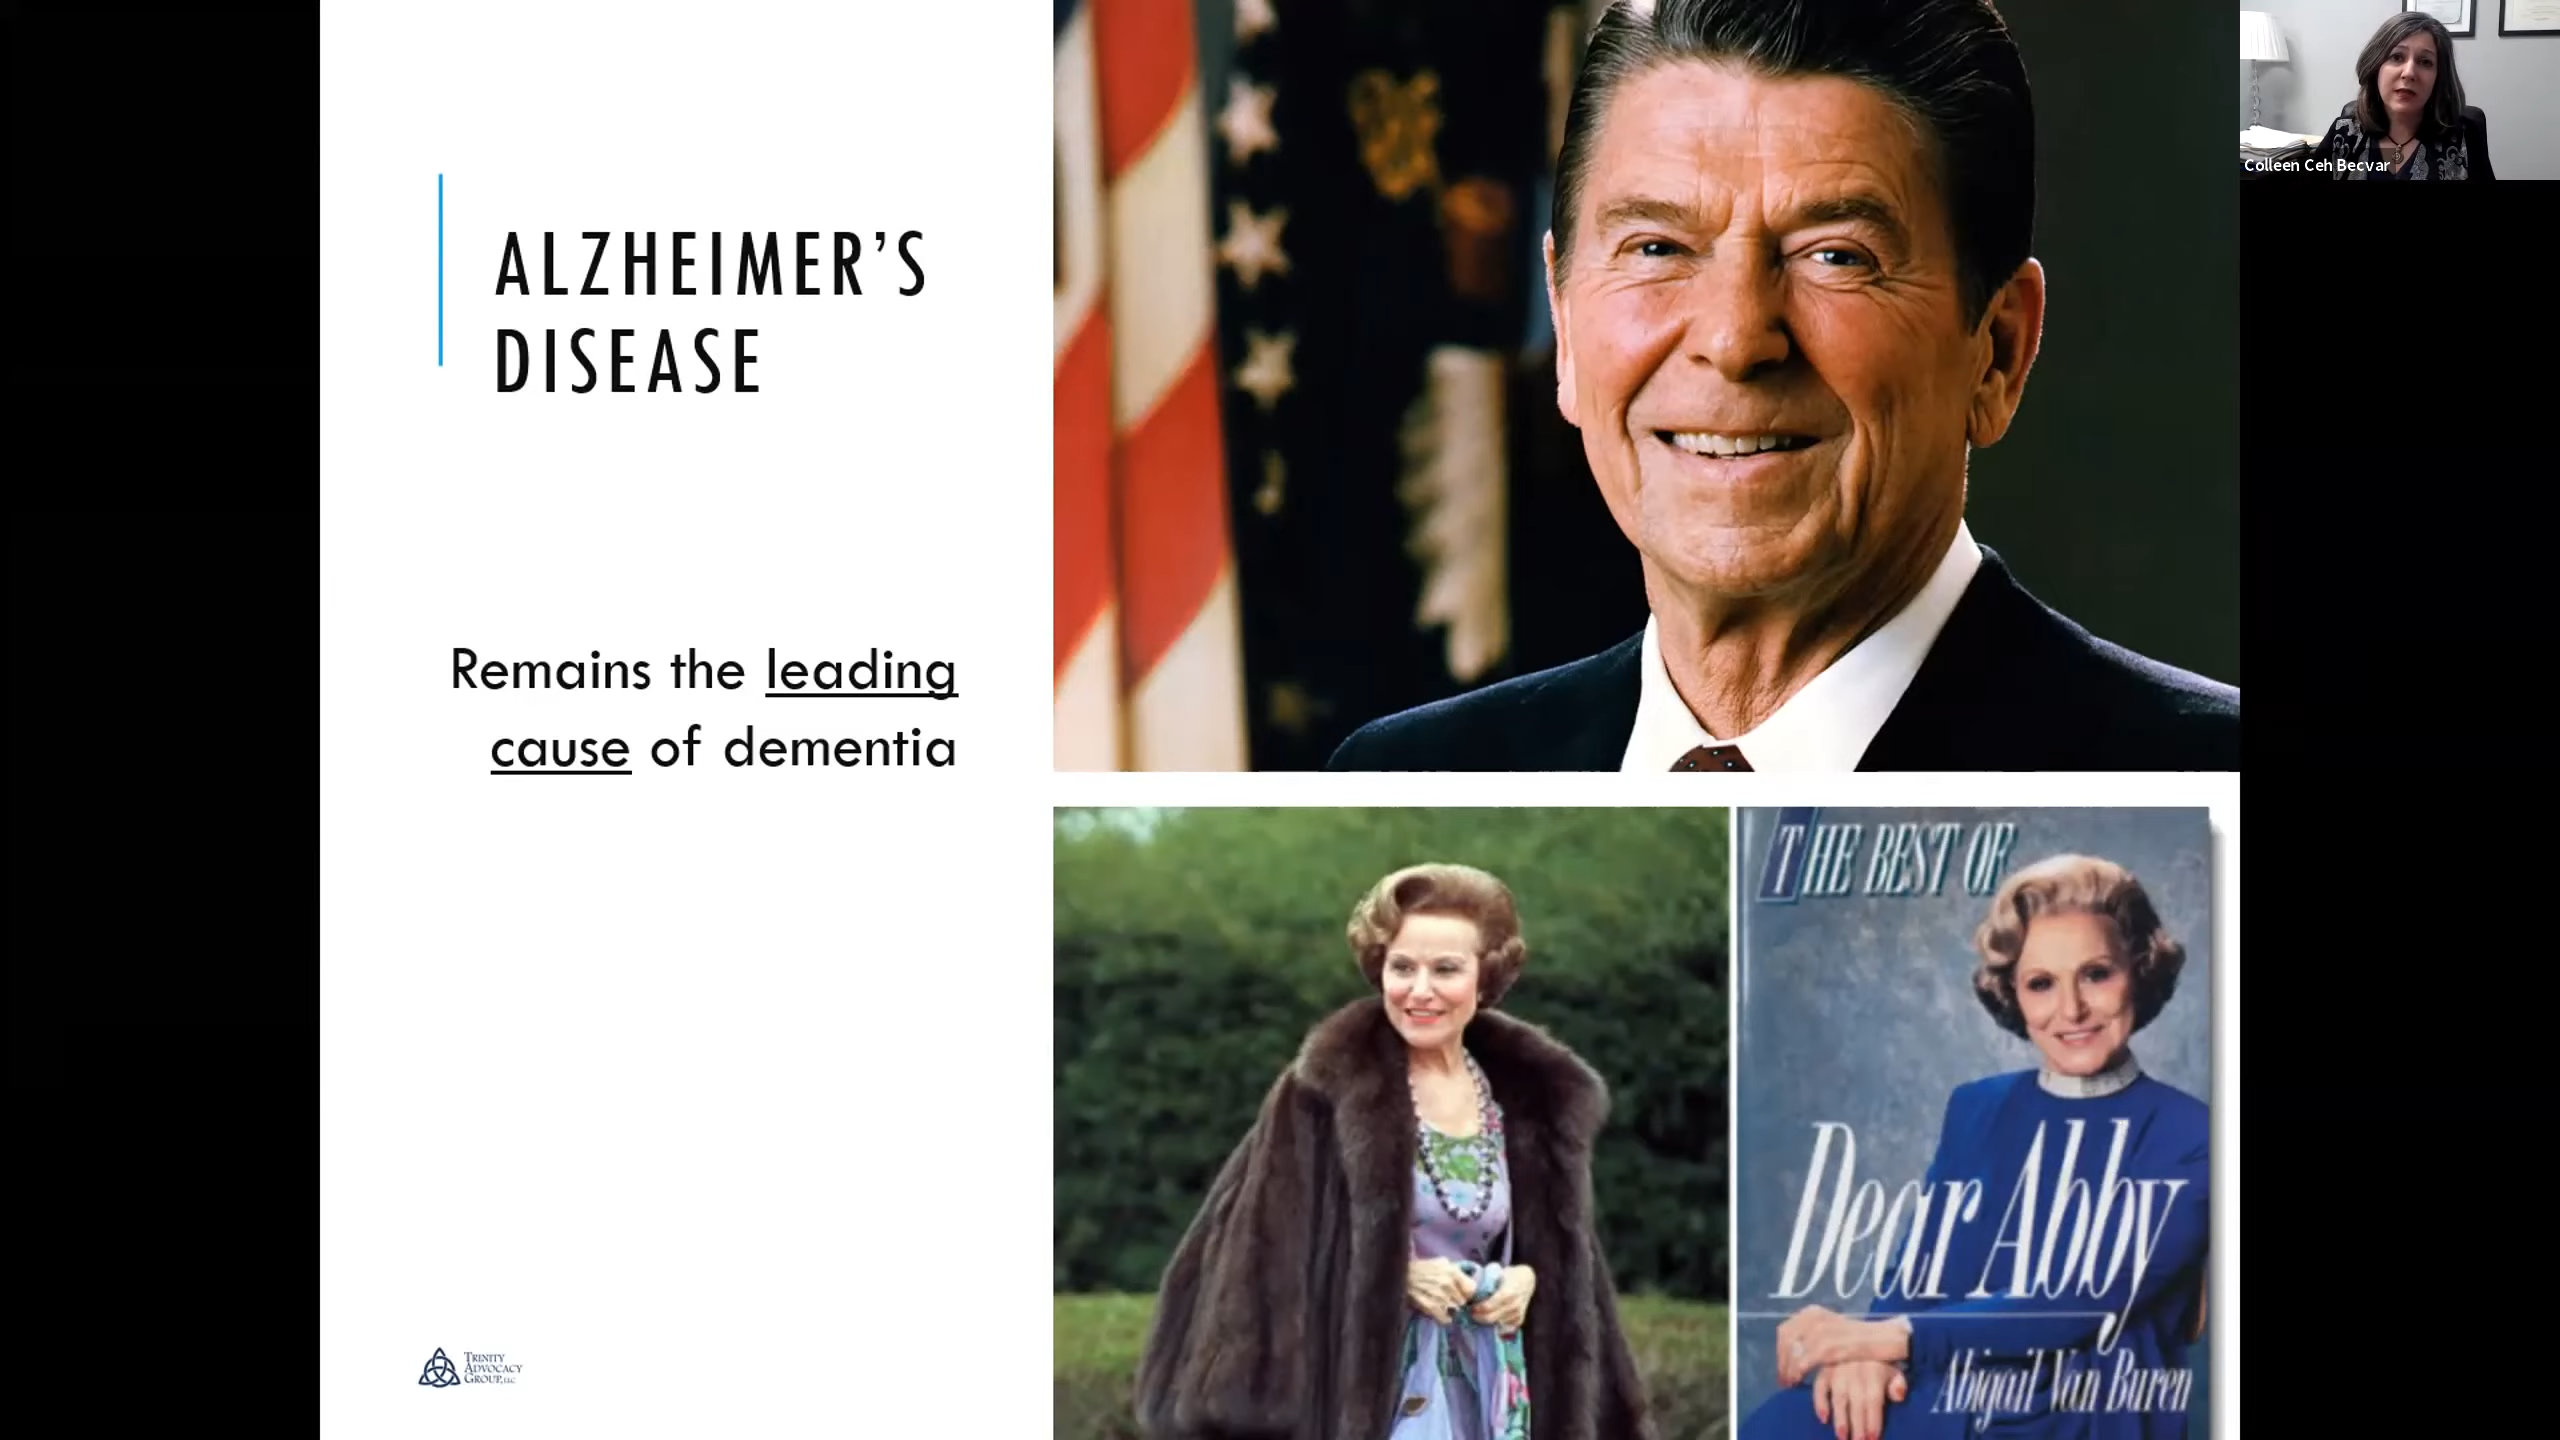 ALZHEIMER'S
DISEASE
Remains the leading
cause of dementia
TRINITY
ADVOCACY
GROUP, LLC
THE BEST OF
Dear Abby
Abigail Van Buren
Colleen Ceh Becvar